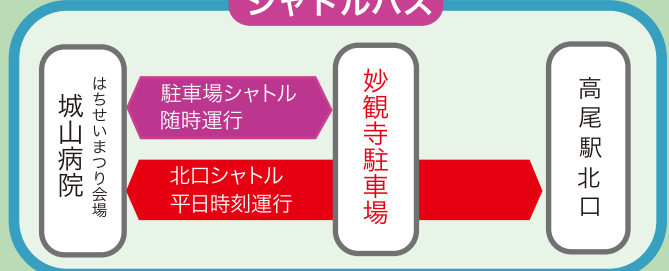 シャトルバス
はちせいまつり会場
城山病院
駐車場シャトル
随時運行
北口シャトル
平日時刻運行
妙観寺駐車場
高尾駅北口